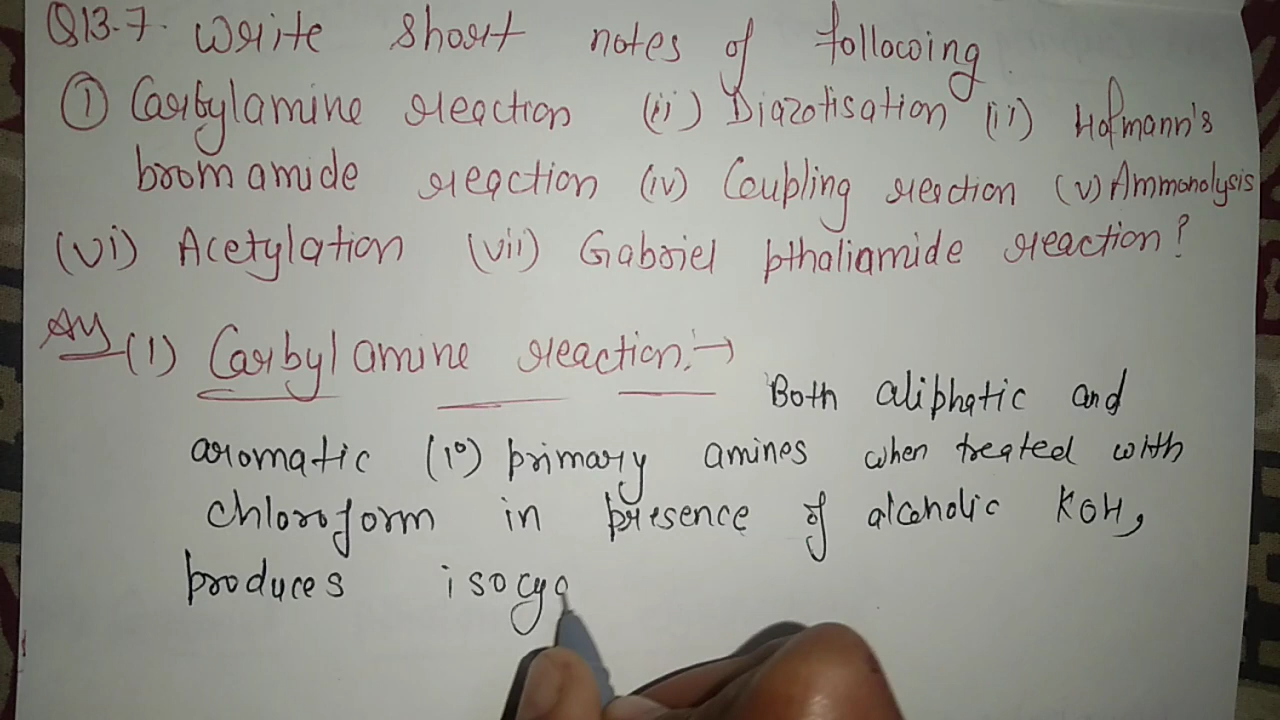 Q13.7. Write short notes of following
(i) Carbylamine reaction (ii) Diazotisation (ii) Hofmann's
bromamide reaction (iv) Coupling reaction (v) Ammonolysis
(vi) Acetylation (vii) Gabriel pthaliamide reaction?
Ans (1) Carbylamine reaction:→
Both aliphatic and
aromatic (1°) primary amines when treated with
chloroform in presence of alcoholic KOH,
produces isocya